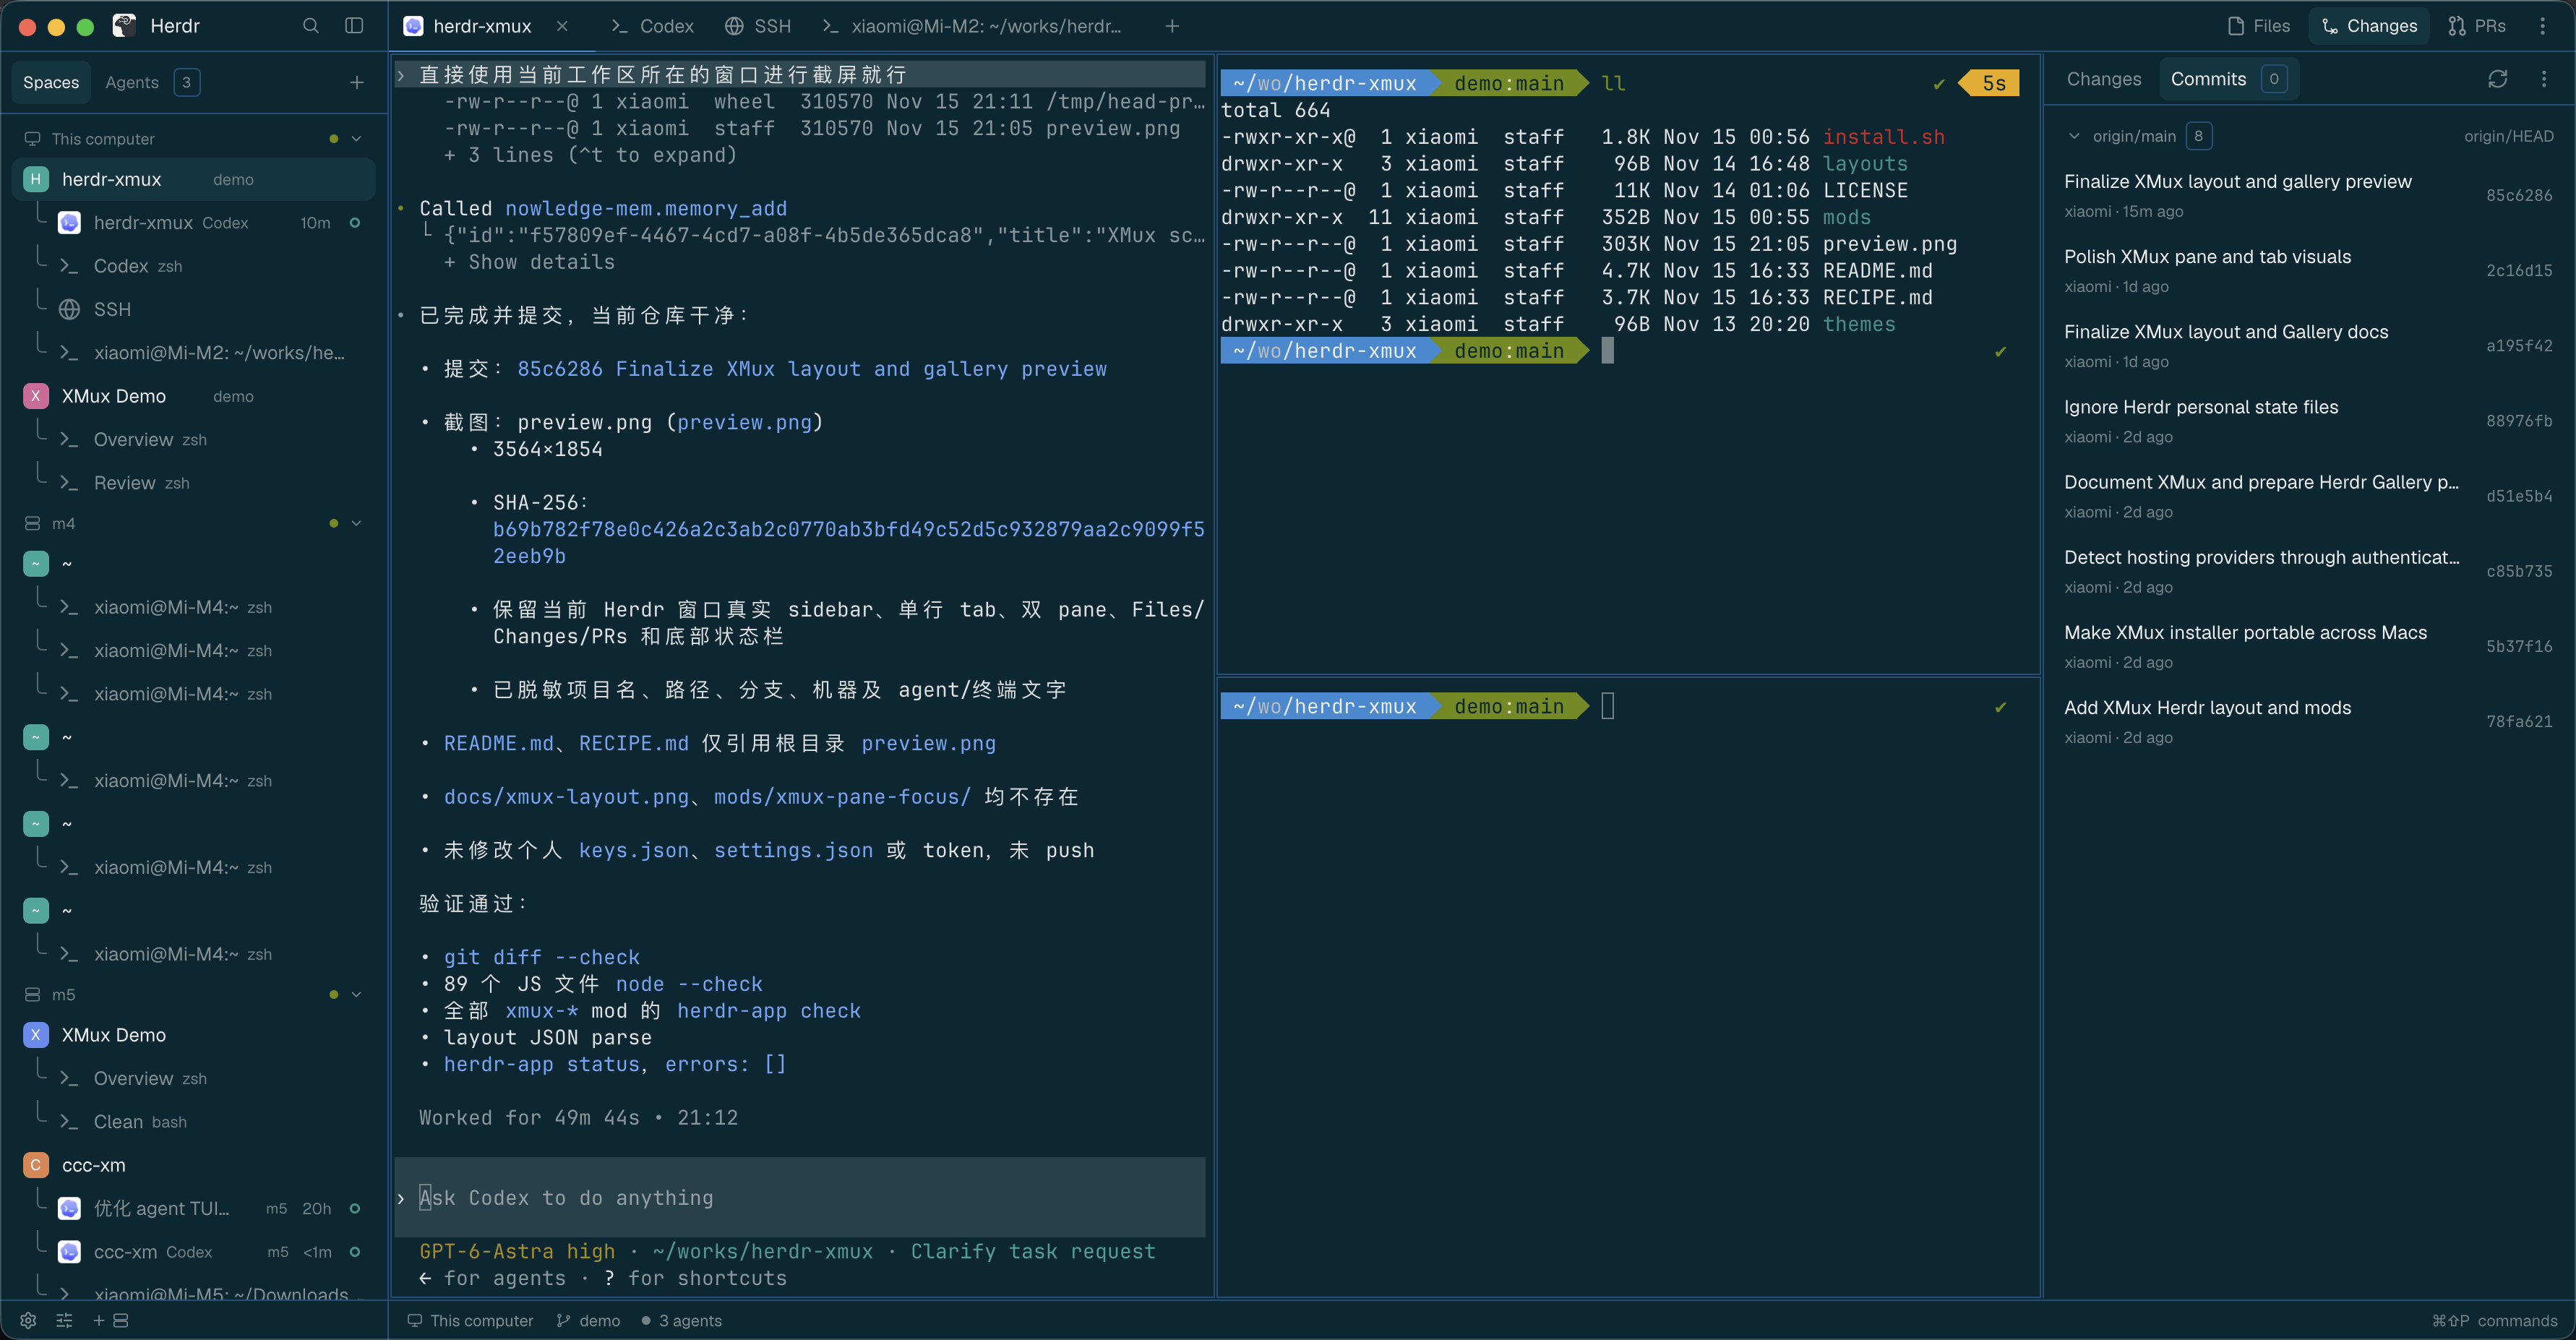 Herdr
Spaces
Agents 3
This computer
H herdr-xmux demo
herdr-xmux Codex 10m
Codex zsh
SSH
xiaomi@Mi-M2: ~/works/he...
X XMux Demo demo
Overview zsh
Review zsh
m4
~ ~
xiaomi@Mi-M4:~ zsh
xiaomi@Mi-M4:~ zsh
xiaomi@Mi-M4:~ zsh
~ ~
xiaomi@Mi-M4:~ zsh
~ ~
xiaomi@Mi-M4:~ zsh
~ ~
xiaomi@Mi-M4:~ zsh
m5
X XMux Demo
Overview zsh
Clean bash
C ccc-xm
优化 agent TUI... m5 20h
ccc-xm Codex m5 <1m
xiaomi@Mi-M5: ~/Downloads
herdr-xmux
Codex
SSH
xiaomi@Mi-M2: ~/works/herdr...
Files
Changes
PRs
› 直接使用当前工作区所在的窗口进行截屏就行
-rw-r--r--@ 1 xiaomi wheel 310570 Nov 15 21:11 /tmp/head-pr…
-rw-r--r--@ 1 xiaomi staff 310570 Nov 15 21:05 preview.png
+ 3 lines (^t to expand)
• Called nowledge-mem.memory_add
└ {"id":"f57809ef-4467-4cd7-a08f-4b5de365dca8","title":"XMux sc…
+ Show details
• 已完成并提交，当前仓库干净：
• 提交：85c6286 Finalize XMux layout and gallery preview
• 截图：preview.png (preview.png)
• 3564×1854
• SHA-256:
b69b782f78e0c426a2c3ab2c0770ab3bfd49c52d5c932879aa2c9099f5
2eeb9b
• 保留当前 Herdr 窗口真实 sidebar、单行 tab、双 pane、Files/
Changes/PRs 和底部状态栏
• 已脱敏项目名、路径、分支、机器及 agent/终端文字
• README.md、RECIPE.md 仅引用根目录 preview.png
• docs/xmux-layout.png、mods/xmux-pane-focus/ 均不存在
• 未修改个人 keys.json、settings.json 或 token，未 push
验证通过：
• git diff --check
• 89 个 JS 文件 node --check
• 全部 xmux-* mod 的 herdr-app check
• layout JSON parse
• herdr-app status, errors: []
Worked for 49m 44s • 21:12
› Ask Codex to do anything
GPT-6-Astra high · ~/works/herdr-xmux · Clarify task request
← for agents · ? for shortcuts
~/wo/herdr-xmux demo:main ll ✔ 5s
total 664
-rwxr-xr-x@ 1 xiaomi staff 1.8K Nov 15 00:56 install.sh
drwxr-xr-x 3 xiaomi staff 96B Nov 14 16:48 layouts
-rw-r--r--@ 1 xiaomi staff 11K Nov 14 01:06 LICENSE
drwxr-xr-x 11 xiaomi staff 352B Nov 15 00:55 mods
-rw-r--r--@ 1 xiaomi staff 303K Nov 15 21:05 preview.png
-rw-r--r--@ 1 xiaomi staff 4.7K Nov 15 16:33 README.md
-rw-r--r--@ 1 xiaomi staff 3.7K Nov 15 16:33 RECIPE.md
drwxr-xr-x 3 xiaomi staff 96B Nov 13 20:20 themes
~/wo/herdr-xmux demo:main ✔
~/wo/herdr-xmux demo:main ✔
Changes
Commits 0
origin/main 8 origin/HEAD
Finalize XMux layout and gallery preview
85c6286
xiaomi · 15m ago
Polish XMux pane and tab visuals
2c16d15
xiaomi · 1d ago
Finalize XMux layout and Gallery docs
a195f42
xiaomi · 1d ago
Ignore Herdr personal state files
88976fb
xiaomi · 2d ago
Document XMux and prepare Herdr Gallery p...
d51e5b4
xiaomi · 2d ago
Detect hosting providers through authenticat...
c85b735
xiaomi · 2d ago
Make XMux installer portable across Macs
5b37f16
xiaomi · 2d ago
Add XMux Herdr layout and mods
78fa621
xiaomi · 2d ago
This computer
demo
3 agents
⌘⇧P commands